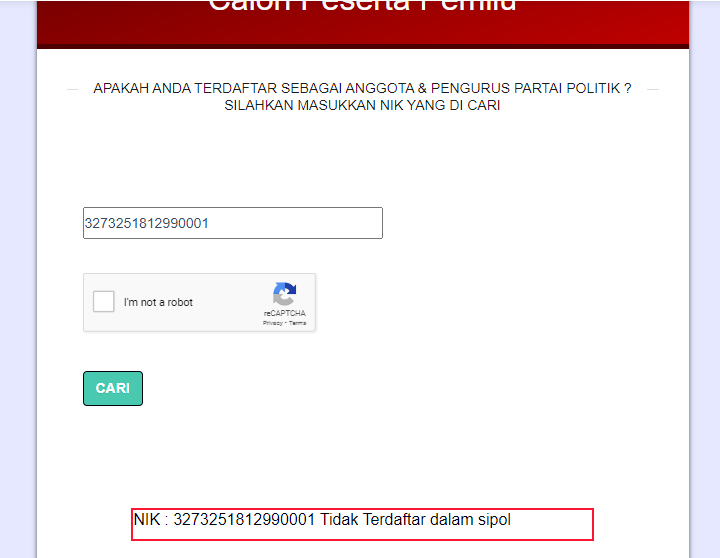 Calon Peserta Pemilu
APAKAH ANDA TERDAFTAR SEBAGAI ANGGOTA & PENGURUS PARTAI POLITIK ?
SILAHKAN MASUKKAN NIK YANG DI CARI
3273251812990001
I'm not a robot
reCAPTCHA
Privacy - Terms
CARI
NIK : 3273251812990001 Tidak Terdaftar dalam sipol